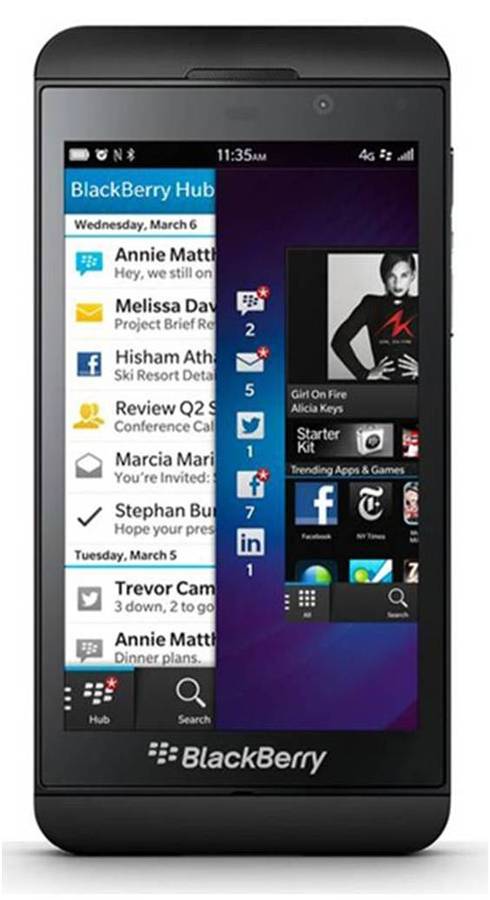 11:35AM
4G
BlackBerry Hub
Wednesday, March 6
Annie Matth
Hey, we still on
Melissa Dav
Project Brief Re
Hisham Atha
Ski Resort Detai
Review Q2 S
Conference Cal
Marcia Mari
You're Invited:
Stephan Bur
Hope your pres
Tuesday, March 5
Trevor Cam
3 down, 2 to go
Annie Matth
Dinner plans.
Hub
Search
2
5
1
f
7
in
1
Girl On Fire
Alicia Keys
Starter
Kit
Trending Apps & Games
Facebook
NY Times
All
Search
BlackBerry